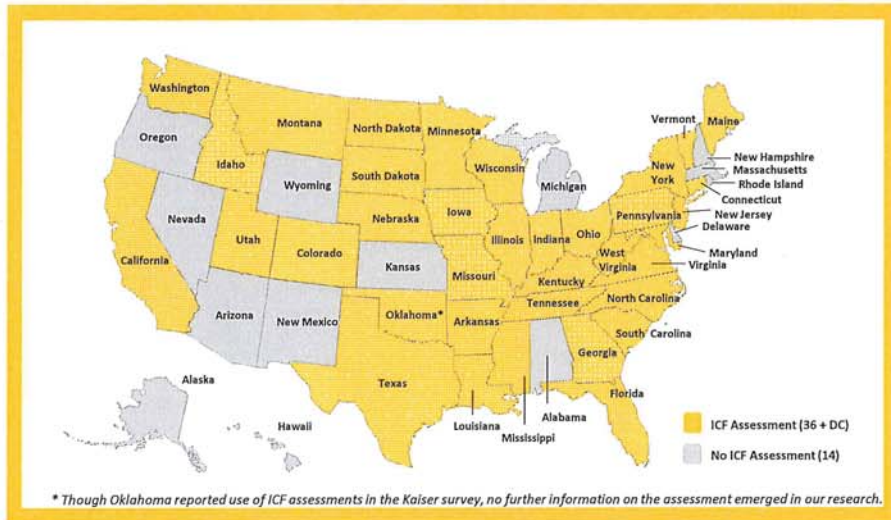 Washington
Montana
North Dakota
Minnesota
Vermont
Maine
Oregon
Idaho
South Dakota
Wisconsin
New York
New Hampshire
Massachusetts
Rhode Island
Connecticut
Wyoming
Michigan
Nevada
Nebraska
Iowa
Pennsylvania
New Jersey
Delaware
Maryland
Virginia
Utah
Colorado
Illinois
Indiana
Ohio
West Virginia
California
Kansas
Missouri
Kentucky
Arizona
New Mexico
Oklahoma*
Arkansas
Tennessee
North Carolina
South Carolina
Georgia
Alaska
Hawaii
Texas
Louisiana
Mississippi
Alabama
Florida
ICF Assessment (36 + DC)
No ICF Assessment (14)
* Though Oklahoma reported use of ICF assessments in the Kaiser survey, no further information on the assessment emerged in our research.